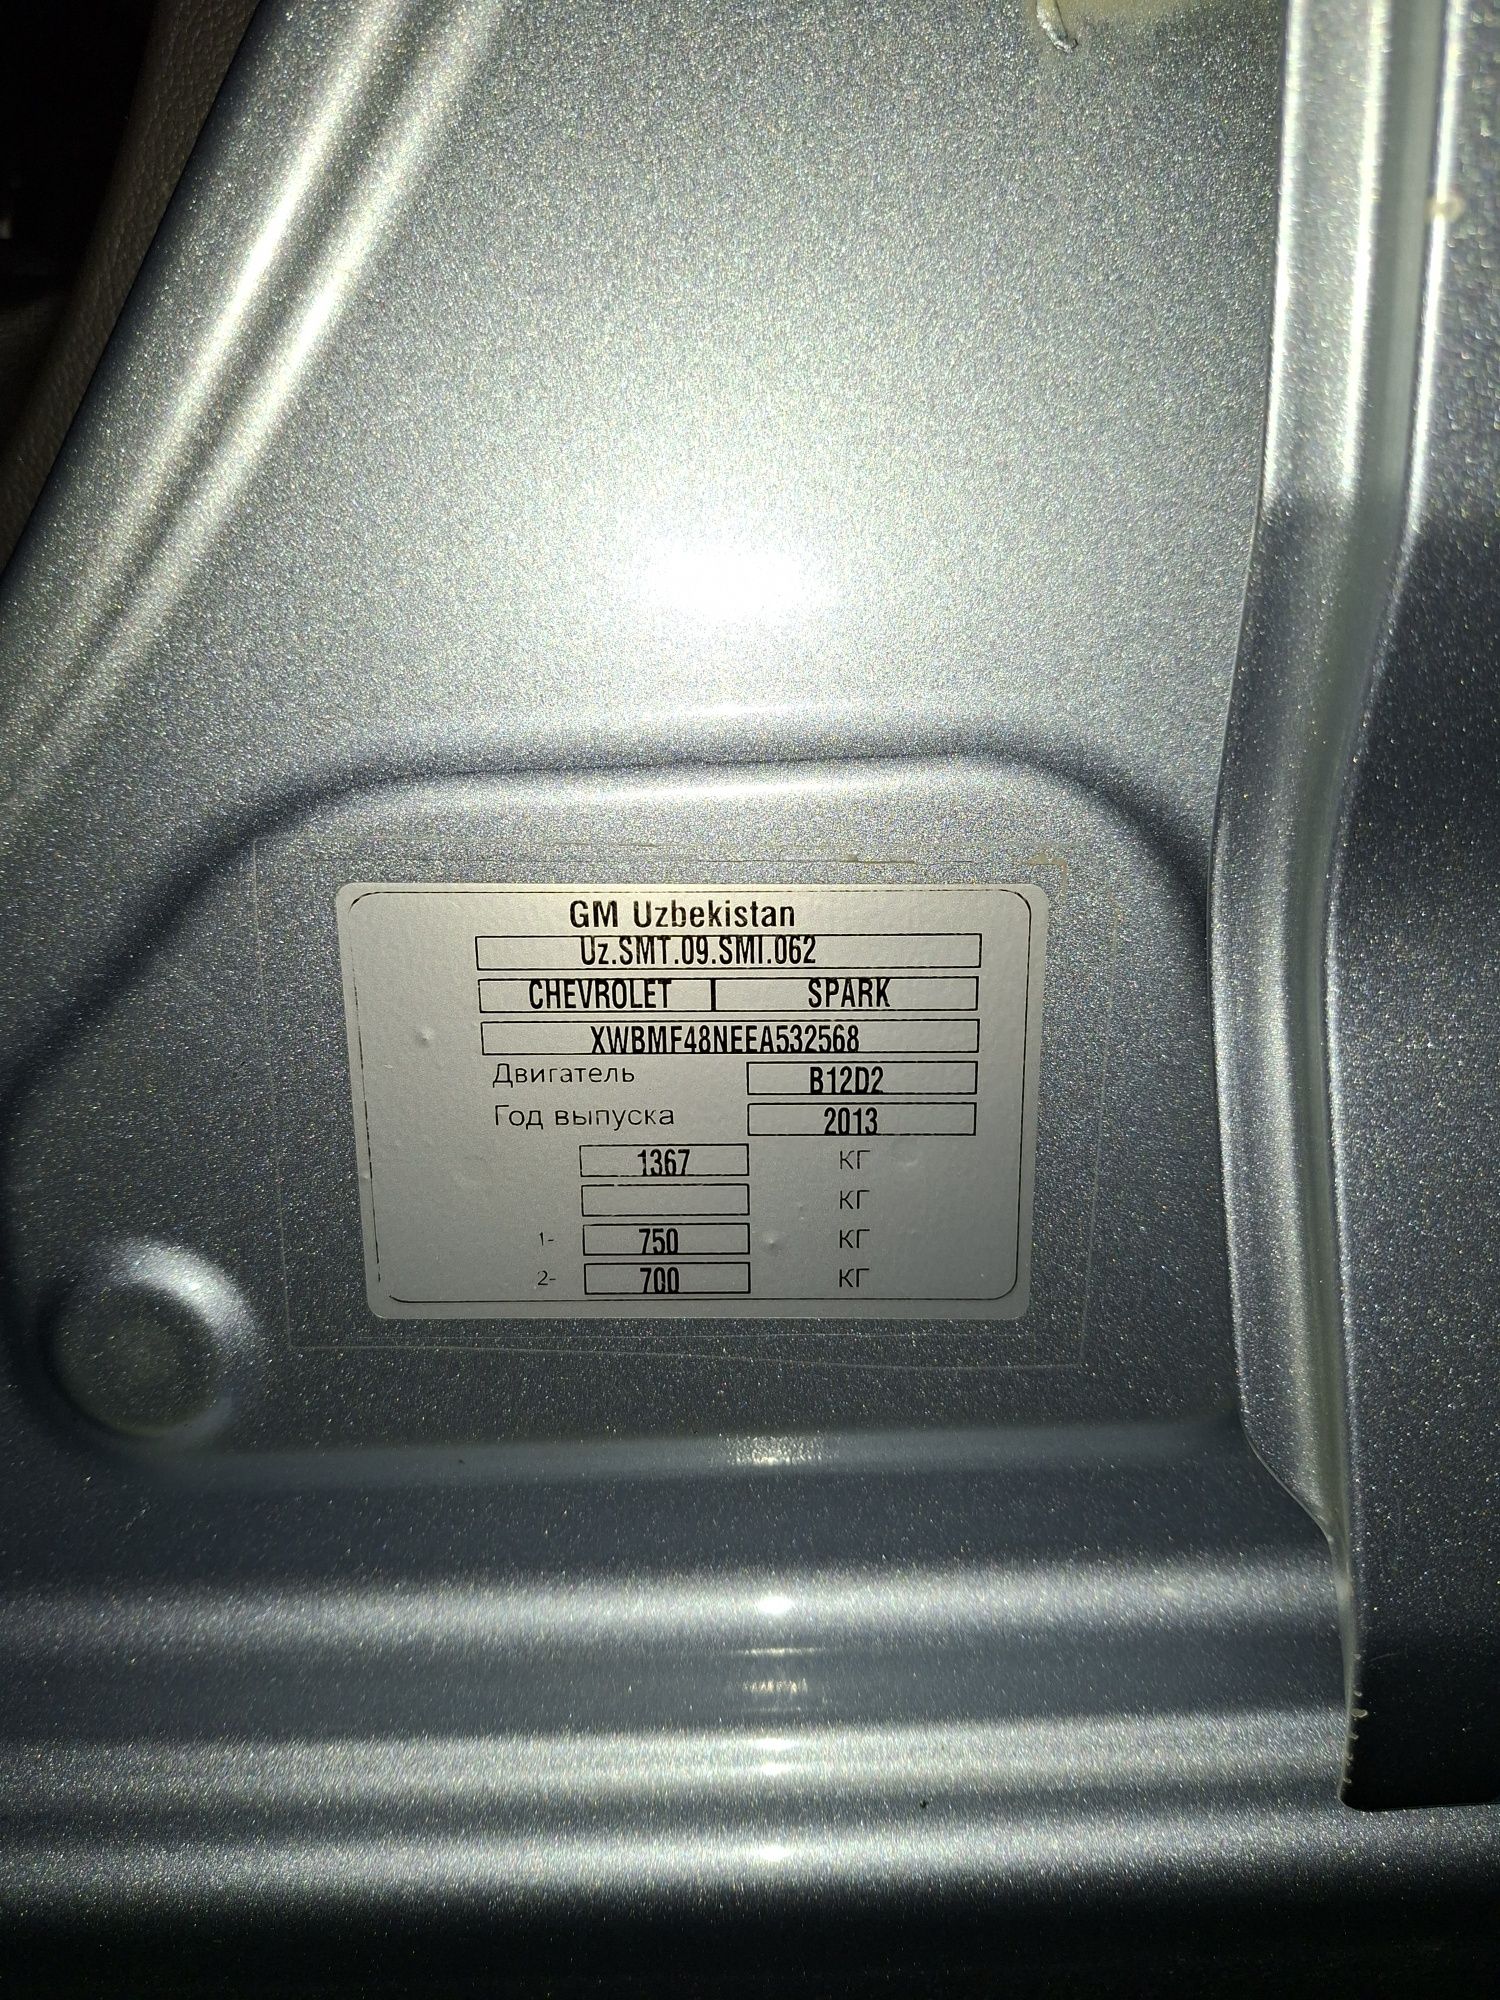 GM Uzbekistan
Uz.SMT.09.SMI.062
CHEVROLET SPARK
XWBMF48NEEA532568
Двигатель B12D2
Год выпуска 2013
1367 КГ
КГ
1- 750 КГ
2- 700 КГ